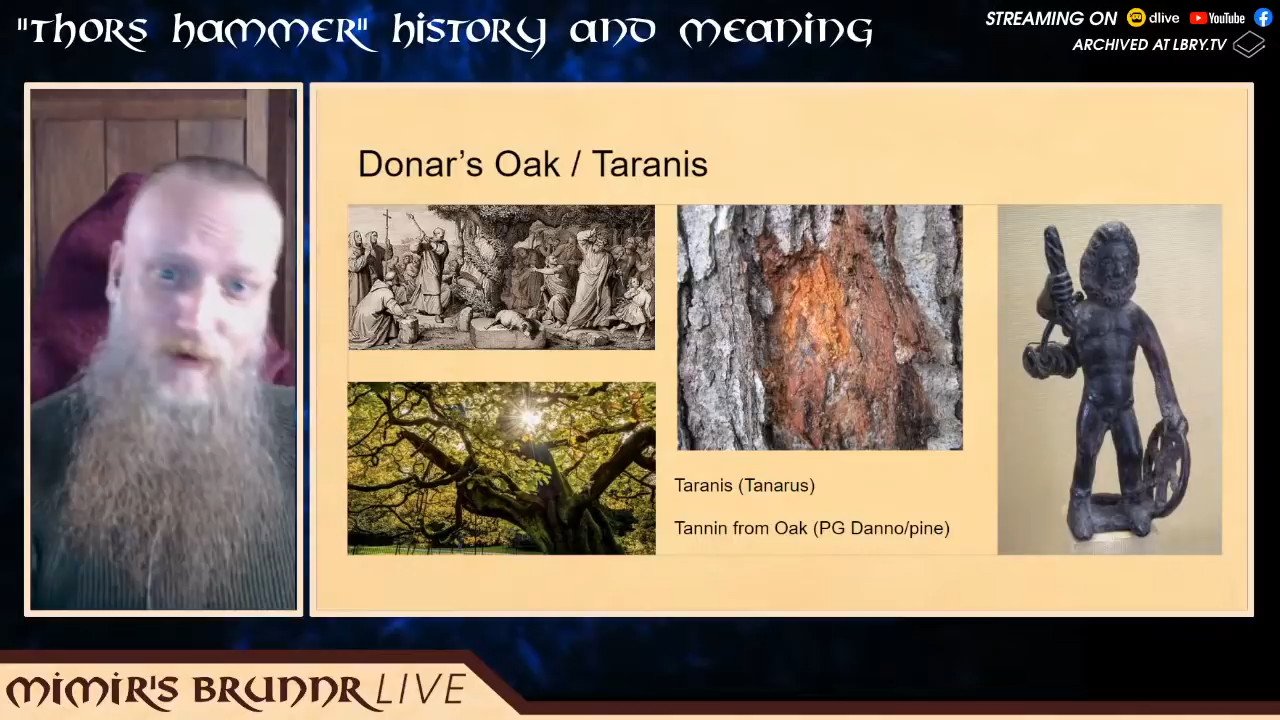 "Thors Hammer" History and Meaning
STREAMING ON dlive YouTube
ARCHIVED AT LBRY.TV
Donar's Oak / Taranis
Taranis (Tanarus)
Tannin from Oak (PG Danno/pine)
Mimir's Brunnr LIVE